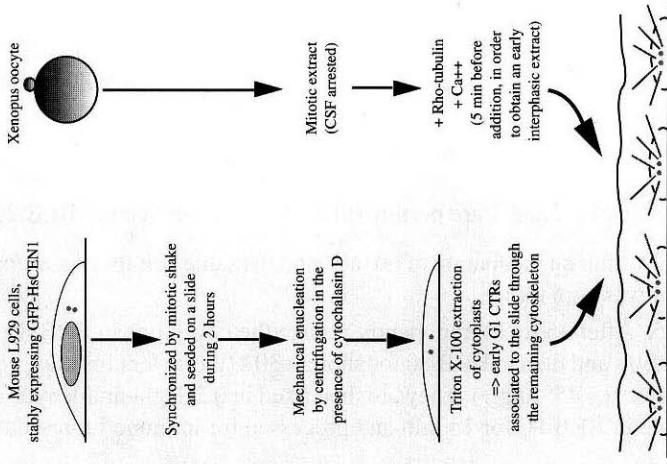 Mouse L929 cells,
stably expressing GFP-HsCEN1
Synchronized by mitotic shake
and seeded on a slide
during 2 hours
Mechanical enucleation
by centrifugation in the
presence of cytochalasin D
Triton X-100 extraction
of cytoplasts
=> early G1 CTRs
associated to the slide through
the remaning cytoskeleton
Xenopus oocyte
Mitotic extract
(CSF arrested)
+ Rho-tubulin
+ Ca++
(5 min before
addition, in order
to obtain an early
interphasic extract)